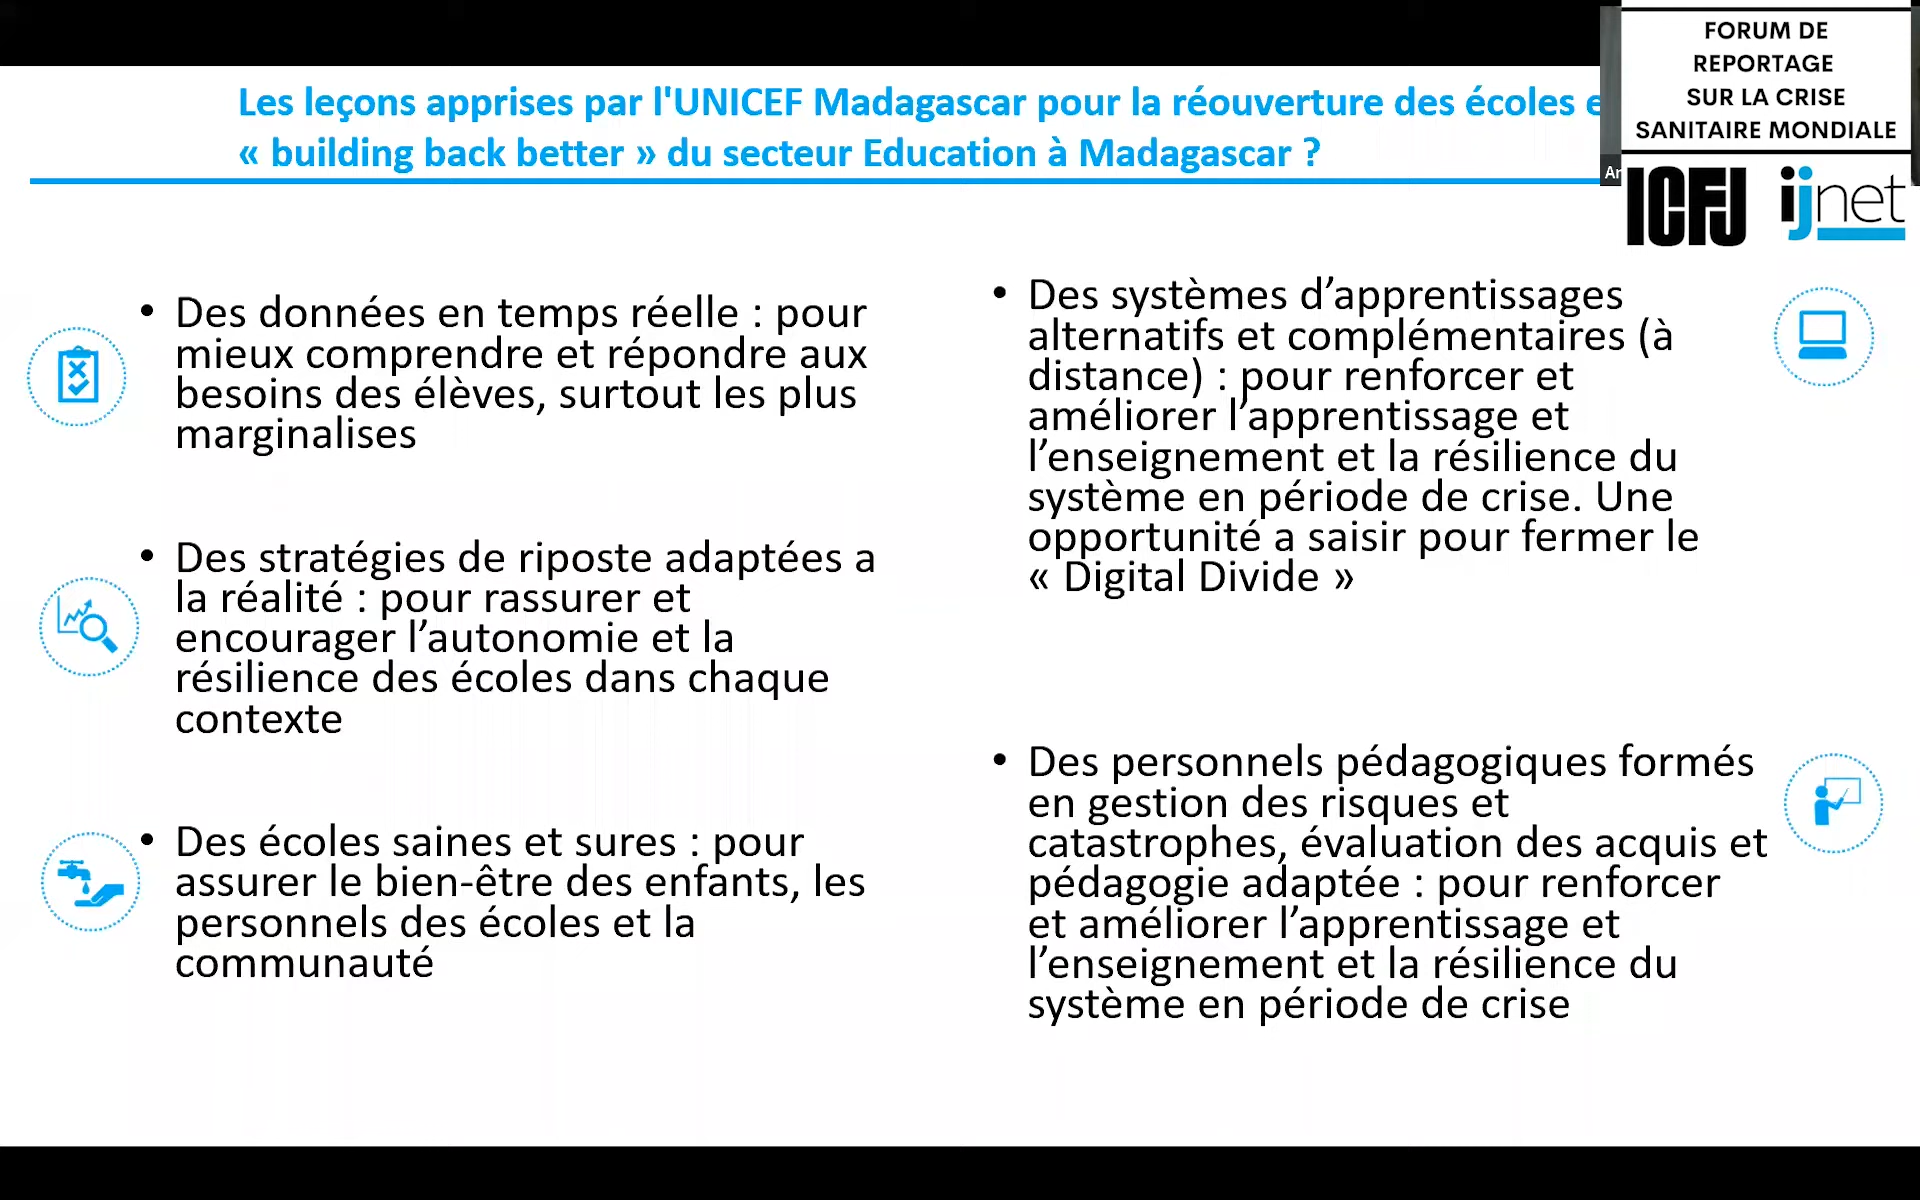 Les leçons apprises par l'UNICEF Madagascar pour la réouverture des écoles
« building back better » du secteur Education à Madagascar ?
FORUM DE
REPORTAGE
SUR LA CRISE
SANITAIRE MONDIALE
ICFJ
ijnet
• Des données en temps réelle : pour
mieux comprendre et répondre aux
besoins des élèves, surtout les plus
marginalises
• Des stratégies de riposte adaptées a
la réalité : pour rassurer et
encourager l’autonomie et la
résilience des écoles dans chaque
contexte
• Des écoles saines et sures : pour
assurer le bien-être des enfants, les
personnels des écoles et la
communauté
• Des systèmes d’apprentissages
alternatifs et complémentaires (à
distance) : pour renforcer et
améliorer l’apprentissage et
l’enseignement et la résilience du
système en période de crise. Une
opportunité a saisir pour fermer le
« Digital Divide »
• Des personnels pédagogiques formés
en gestion des risques et
catastrophes, évaluation des acquis et
pédagogie adaptée : pour renforcer
et améliorer l’apprentissage et
l’enseignement et la résilience du
système en période de crise